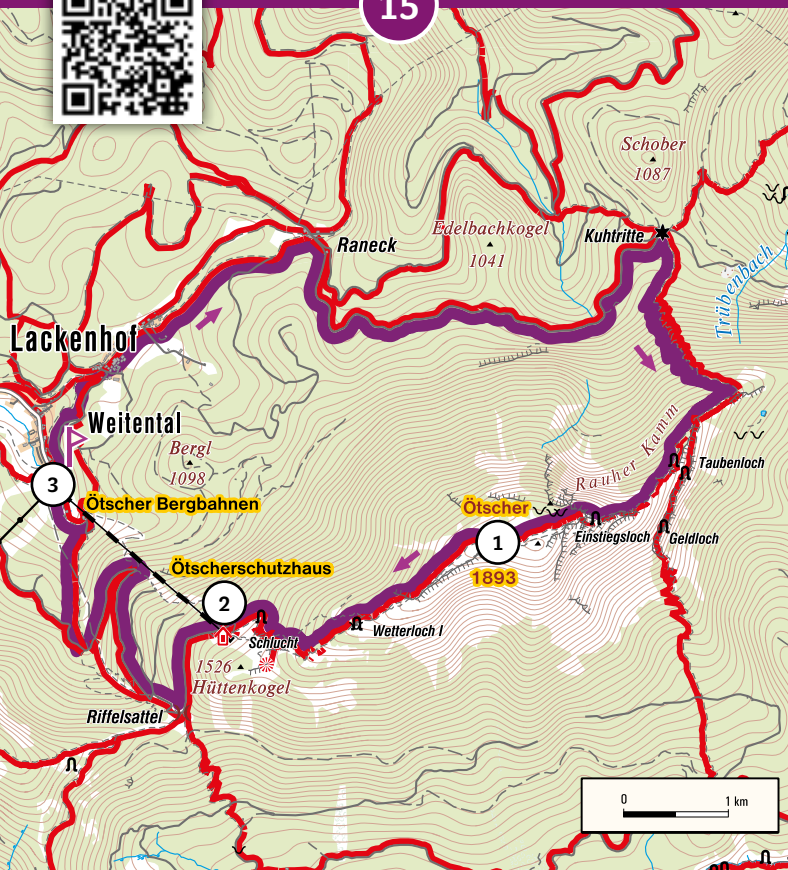 15
Schober
1087
Raneck
Edelbachkogel
1041
Kuhtritte
Trübenbach
Lackenhof
Weitental
Bergl
1098
Rauher Kamm
Taubenloch
3
Ötscher Bergbahnen
Ötscher
1
1893
Einstiegsloch
Geldloch
Ötscherschutzhaus
2
Schlucht
Wetterloch I
1526
Hüttenkogel
Riffelsattel
0 1 km